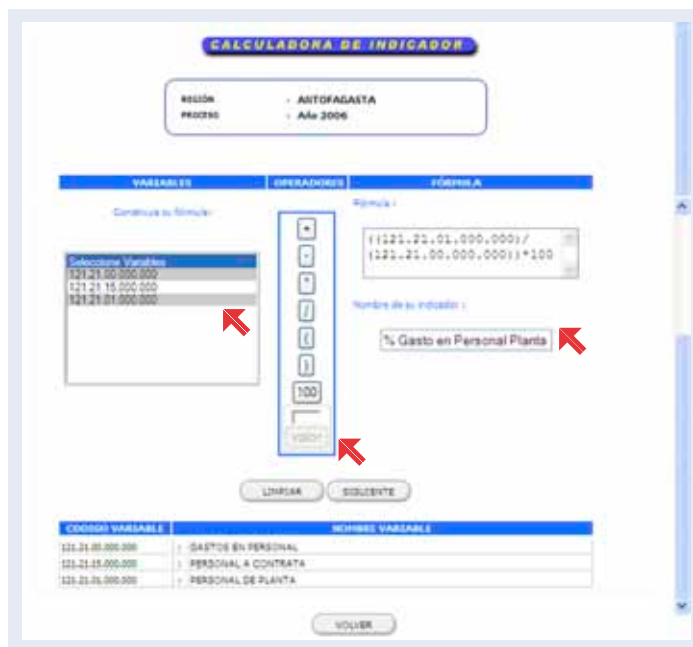 CALCULADORA DE INDICADOR
REGIÓN : ANTOFAGASTA
PROCESO : Año 2006
VARIABLES OPERADORES FÓRMULA
Construya su fórmula:
Fórmula :
Seleccione Variables
121.21.00.000.000
121.21.15.000.000
121.21.01.000.000
+
-
*
/
(
)
100
Valor
((121.21.01.000.000)/
(121.21.00.000.000))*100
Nombre de su indicador :
% Gasto en Personal Planta
LIMPIAR SIGUIENTE
CODIGO VARIABLE NOMBRE VARIABLE
121.21.00.000.000 : GASTOS EN PERSONAL
121.21.15.000.000 : PERSONAL A CONTRATA
121.21.01.000.000 : PERSONAL DE PLANTA
VOLVER